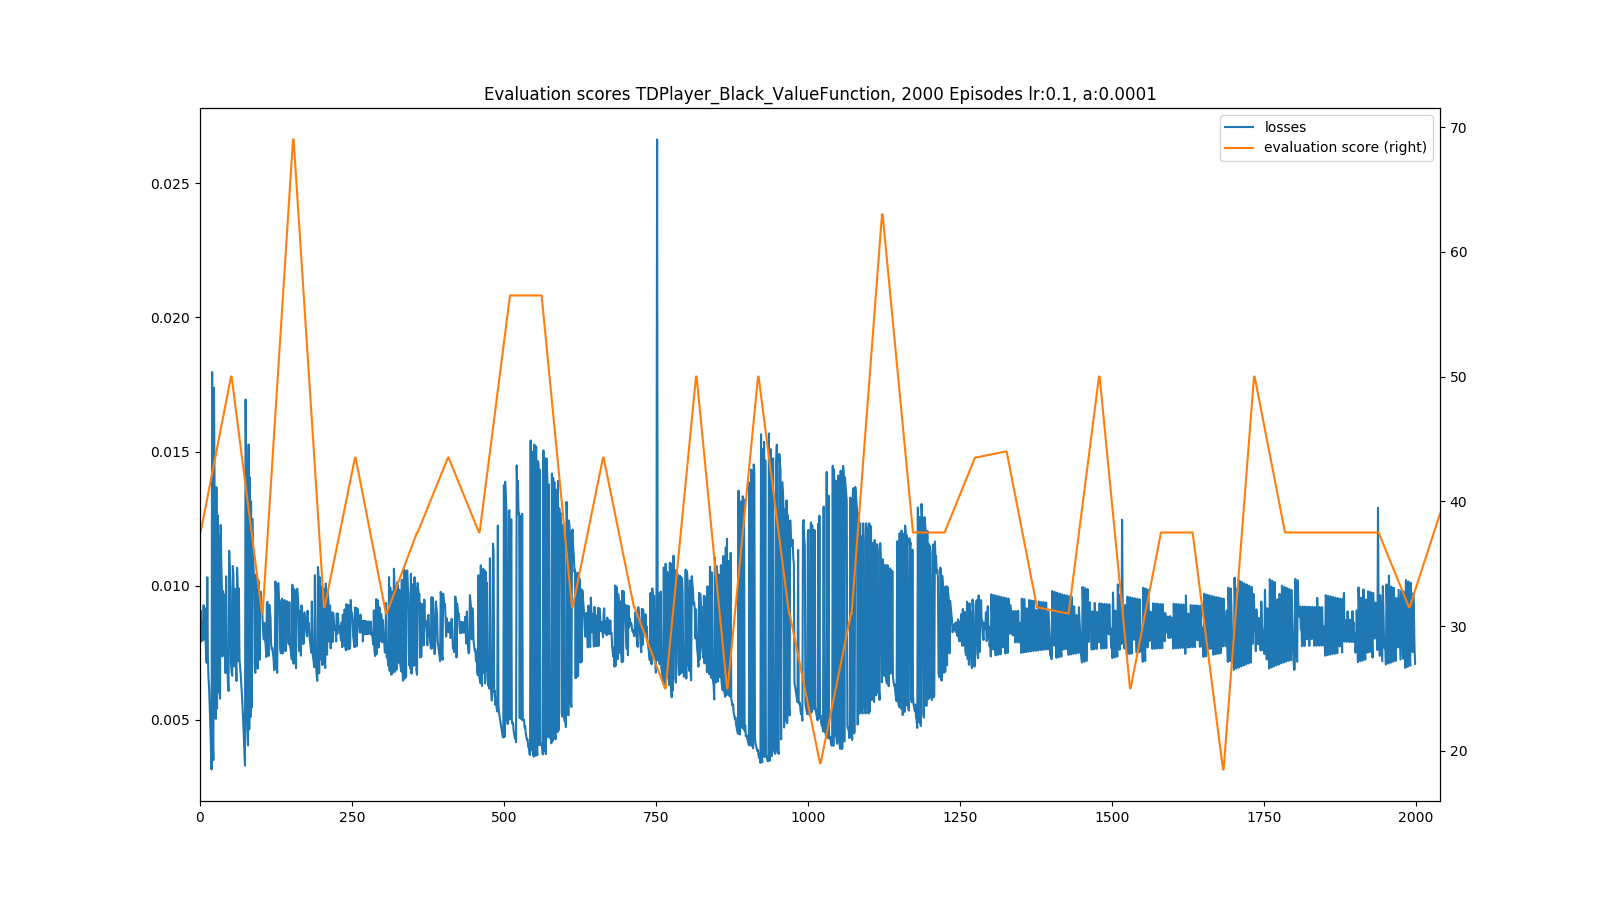 Evaluation scores TDPlayer_Black_ValueFunction, 2000 Episodes lr:0.1, a:0.0001
losses
evaluation score (right)
0.025
0.020
0.015
0.010
0.005
70
60
50
40
30
20
0 250 500 750 1000 1250 1500 1750 2000